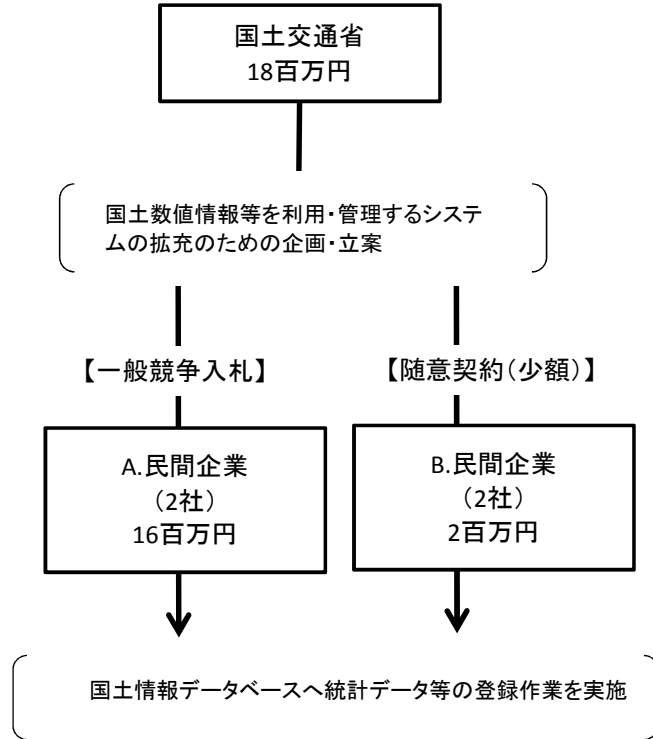 国土交通省
18百万円
国土数値情報等を利用・管理するシステ
ムの拡充のための企画・立案
【一般競争入札】
【随意契約(少額)】
A.民間企業
(2社)
16百万円
B.民間企業
(2社)
2百万円
国土情報データベースへ統計データ等の登録作業を実施